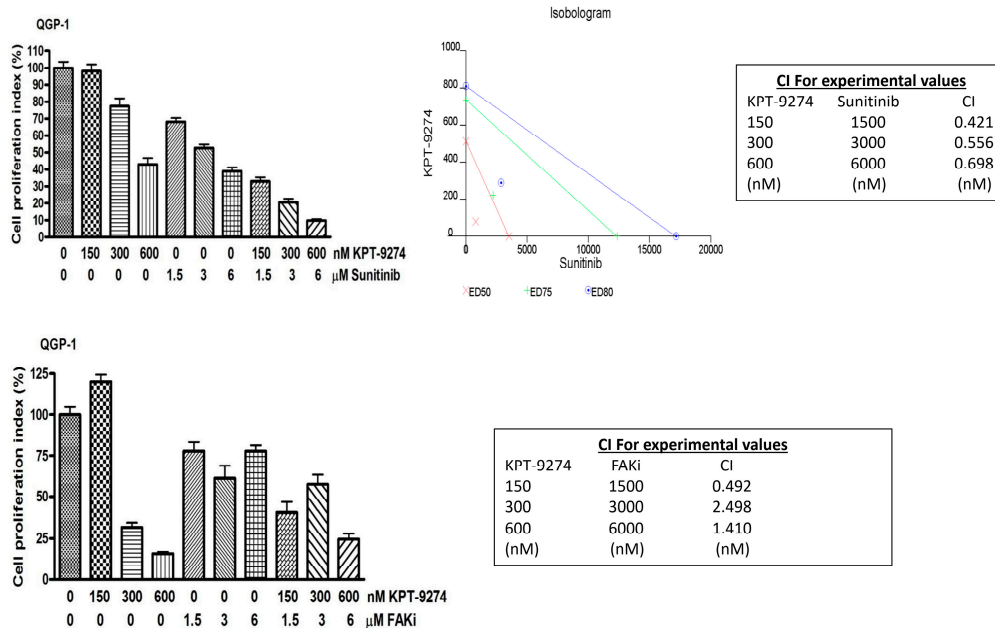 QGP-1
Cell proliferation index (%)
110
100
90
80
70
60
50
40
30
20
10
0
0 150 300 600 0 0 0 150 300 600 nM KPT-9274
0 0 0 0 1.5 3 6 1.5 3 6 μM Sunitinib
Isobologram
KPT-9274
1000
800
600
400
200
0
0 5000 10000 15000 20000
Sunitinib
ED50 ED75 ED80
CI For experimental values
KPT-9274 Sunitinib CI
150 1500 0.421
300 3000 0.556
600 6000 0.698
(nM) (nM) (nM)
QGP-1
Cell proliferation index (%)
125
100
75
50
25
0
0 150 300 600 0 0 0 150 300 600 nM KPT-9274
0 0 0 0 1.5 3 6 1.5 3 6 μM FAKi
CI For experimental values
KPT-9274 FAKi CI
150 1500 0.492
300 3000 2.498
600 6000 1.410
(nM) (nM) (nM)